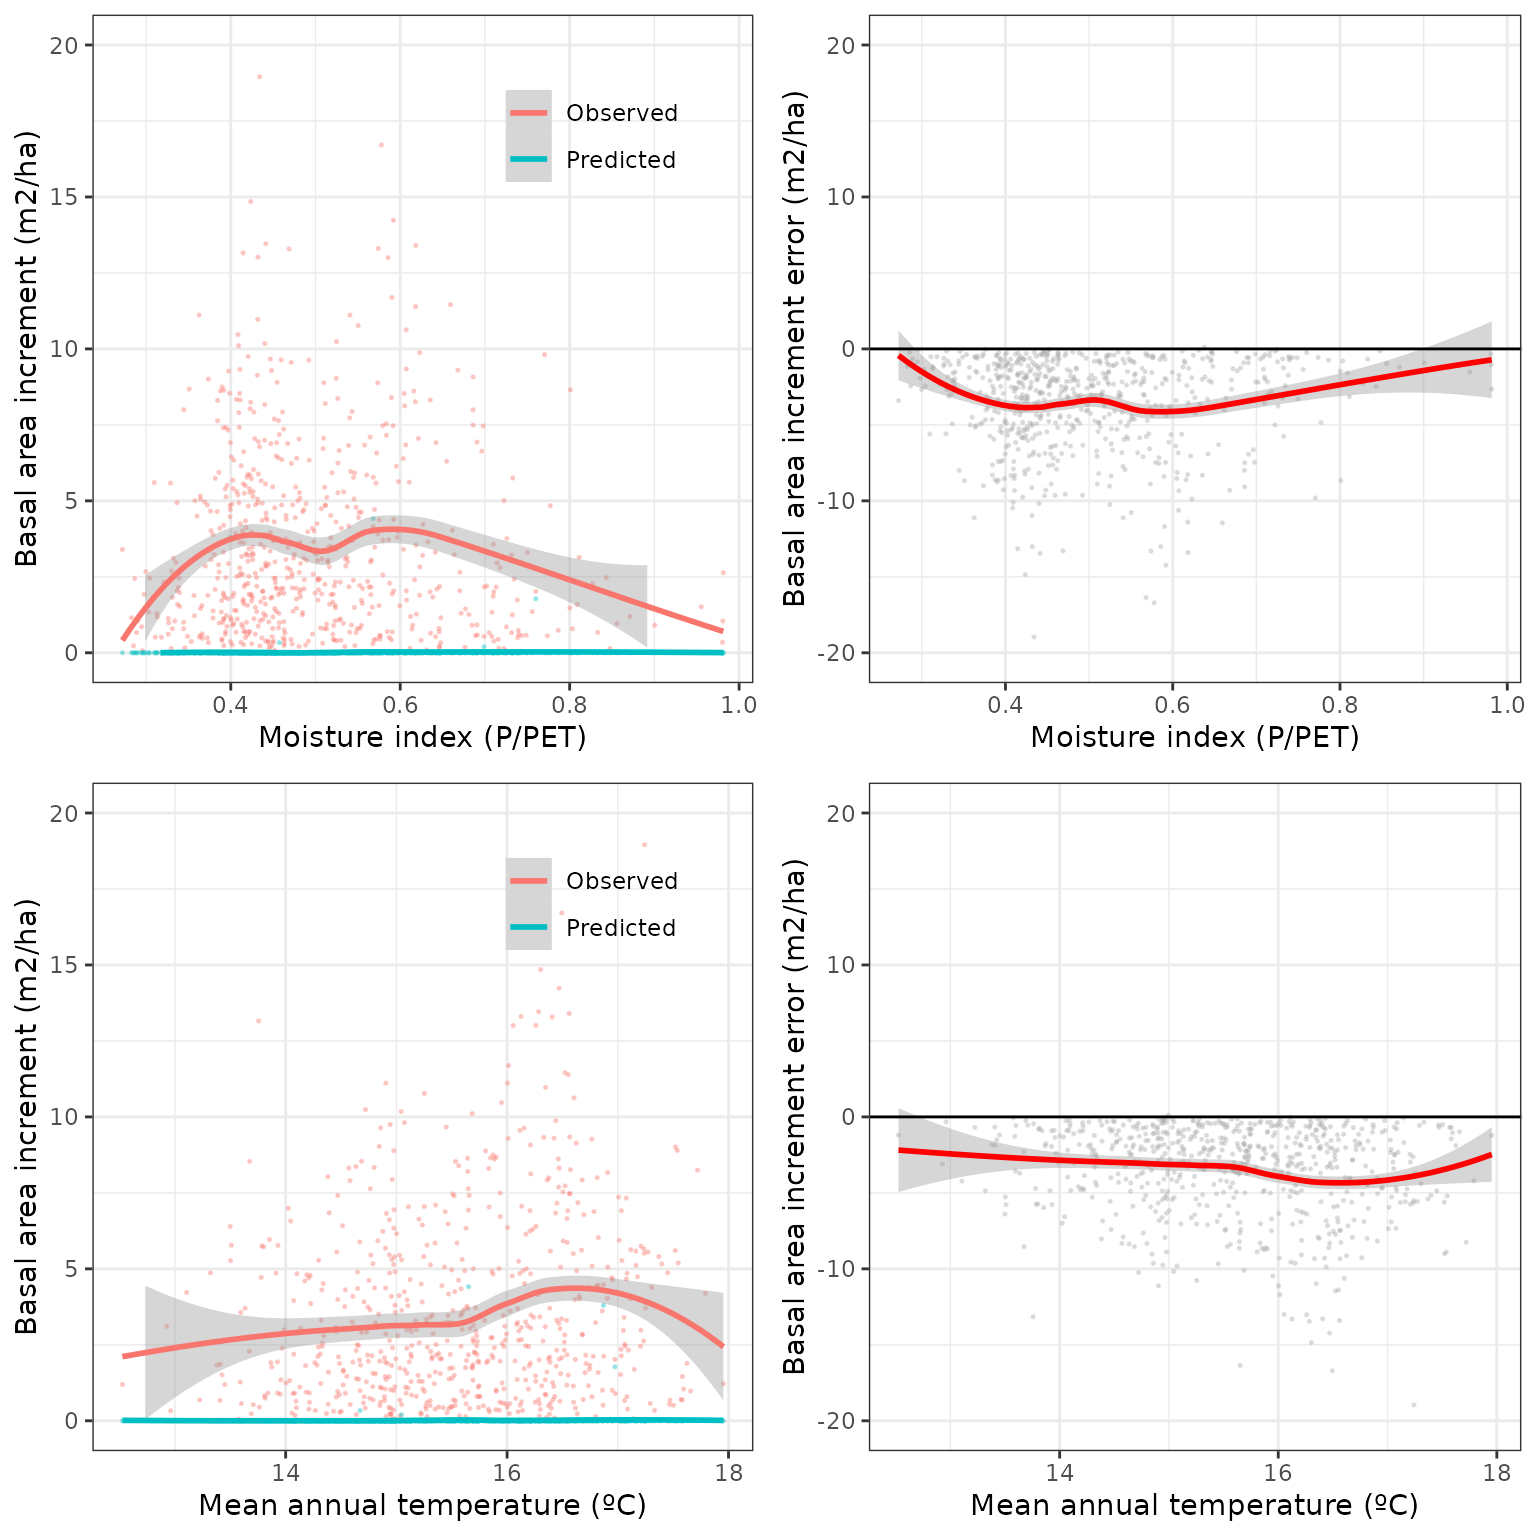 20
15
10
5
0
0.4
0.6
0.8
1.0
Moisture index (P/PET)
Basal area increment (m2/ha)
Observed
Predicted
20
10
0
-10
-20
0.4
0.6
0.8
1.0
Moisture index (P/PET)
Basal area increment error (m2/ha)
20
15
10
5
0
14
16
18
Mean annual temperature (ºC)
Basal area increment (m2/ha)
Observed
Predicted
20
10
0
-10
-20
14
16
18
Mean annual temperature (ºC)
Basal area increment error (m2/ha)